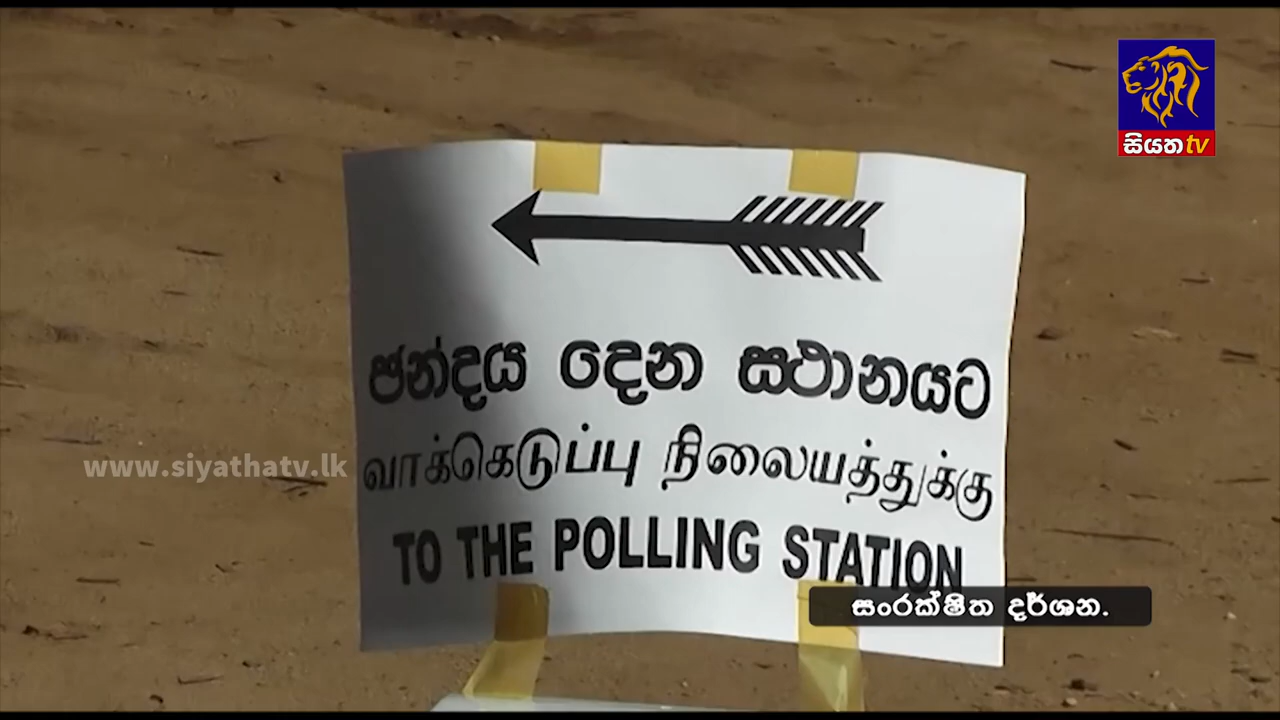 සියත tv
ඡන්දය දෙන ස්ථානයට
வாக்கெடுப்பு நிலையத்துக்கு
www.siyathatv.lk
TO THE POLLING STATION
සංරක්ෂිත දර්ශන.